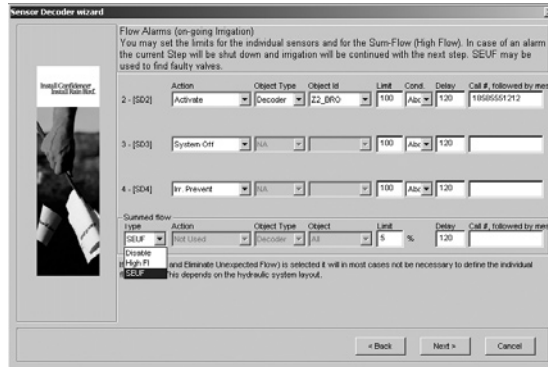 Sensor Decoder wizard
Flow Alarms (on-going Irrigation)
You may set the limits for the individual sensors and for the Sum-Flow (High Flow). In case of an alarm
the current Step will be shut down and irrigation will be continued with the next step. SEUF may be
used to find faulty valves.
Install Confidence.
Install Rain Bird.
Action Object Type Object Id Limit Cond. Delay Call #, followed by mes
2 - [SD2] Activate Decoder Z2_BRO 100 Abc 120 18585551212
3 - [SD3] System Off NA 100 Abc 120
4 - [SD4] Irr. Prevent NA 100 Abc 120
Summed flow
Type Action Object Type Object Limit Delay Call #, followed by mes
SEUF Not Used Decoder All 5 % 120
Disable
High Fl
SEUF
and Eliminate Unexpected Flow) is selected it will in most cases not be necessary to define the individual
his depends on the hydraulic system layout.
< Back Next > Cancel